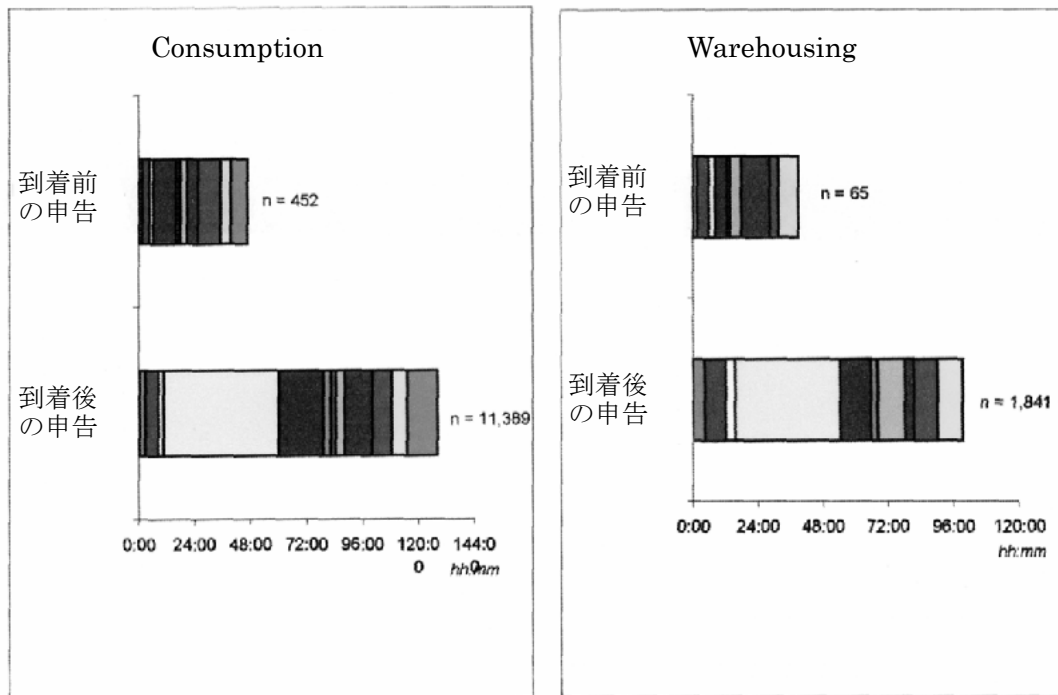 Consumption
到着前
の申告
n = 452
到着後
の申告
n = 11,389
0:00 24:00 48:00 72:00 96:00 120:0
0 144:0
0
hh:mm
Warehousing
到着前
の申告
n = 65
到着後
の申告
n = 1,841
0:00 24:00 48:00 72:00 96:00 120:00
hh:mm